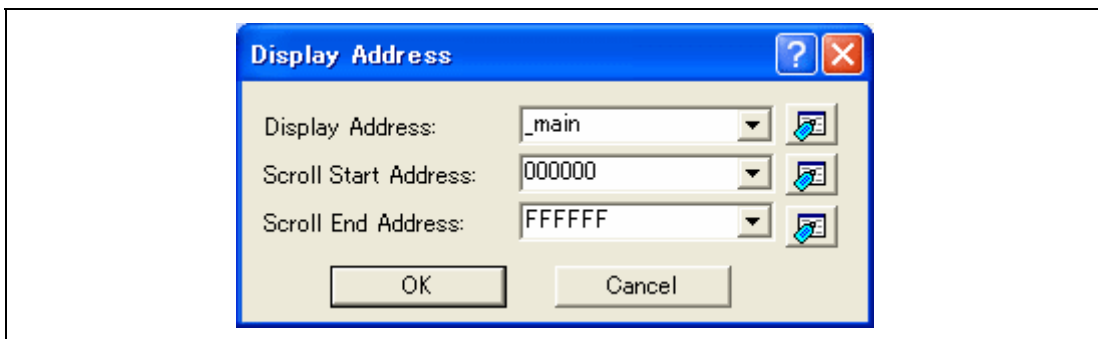 Display Address
Display Address: _main
Scroll Start Address: 000000
Scroll End Address: FFFFFF
OK Cancel